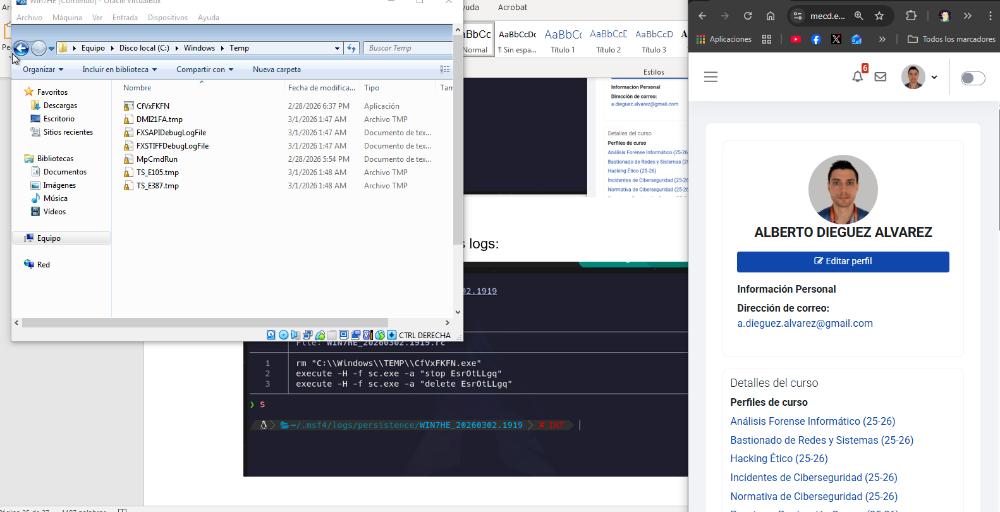 Win7HE [Corriendo] - Oracle VirtualBox
Archivo Máquina Ver Entrada Dispositivos Ayuda
Equipo Disco local (C:) Windows Temp
Buscar Temp
Organizar Incluir en biblioteca Compartir con Nueva carpeta
Favoritos
Descargas
Escritorio
Sitios recientes
Bibliotecas
Documentos
Imágenes
Música
Vídeos
Equipo
Red
Nombre Fecha de modifica... Tipo Tam
CfVxFKFN 2/28/2026 6:37 PM Aplicación
DMI21FA.tmp 3/1/2026 1:47 AM Archivo TMP
FXSAPIDebugLogFile 3/1/2026 1:47 AM Documento de tex...
FXSTIFFDebugLogFile 3/1/2026 1:47 AM Documento de tex...
MpCmdRun 2/28/2026 5:54 PM Documento de tex...
TS_E105.tmp 3/1/2026 1:48 AM Archivo TMP
TS_E387.tmp 3/1/2026 1:48 AM Archivo TMP
CTRL DERECHA
yuda Acrobat
aBbCc AaBbCcDc AaBbCc AaBbCcD AaBbCcD A
Normal ¶ Sin espa... Título 1 Título 2 Título 3
Estilos
Información Personal
Dirección de correo:
a.dieguez.alvarez@gmail.com
Detalles del curso
Perfiles de curso
Análisis Forense Informático (25-26
Bastionado de Redes y Sistemas (25
Hacking Ético (25-26)
Incidentes de Ciberseguridad (25-26
Normativa de Ciberseguridad (25-26
s logs:
02.1919
File: WIN7HE_20260302.1919.rc
1 rm "C:\\Windows\\TEMP\\CfVxFKFN.exe"
2 execute -H -f sc.exe -a "stop EsrOtLLgq"
3 execute -H -f sc.exe -a "delete EsrOtLLgq"
❯ S
~/.msf4/logs/persistence/WIN7HE_20260302.1919 ✘ INT
Página 25 de 27 1107 palabras
mecd.e...
Aplicaciones » Todos los marcadores
6
ALBERTO DIEGUEZ ALVAREZ
Editar perfil
Información Personal
Dirección de correo:
a.dieguez.alvarez@gmail.com
Detalles del curso
Perfiles de curso
Análisis Forense Informático (25-26)
Bastionado de Redes y Sistemas (25-26)
Hacking Ético (25-26)
Incidentes de Ciberseguridad (25-26)
Normativa de Ciberseguridad (25-26)